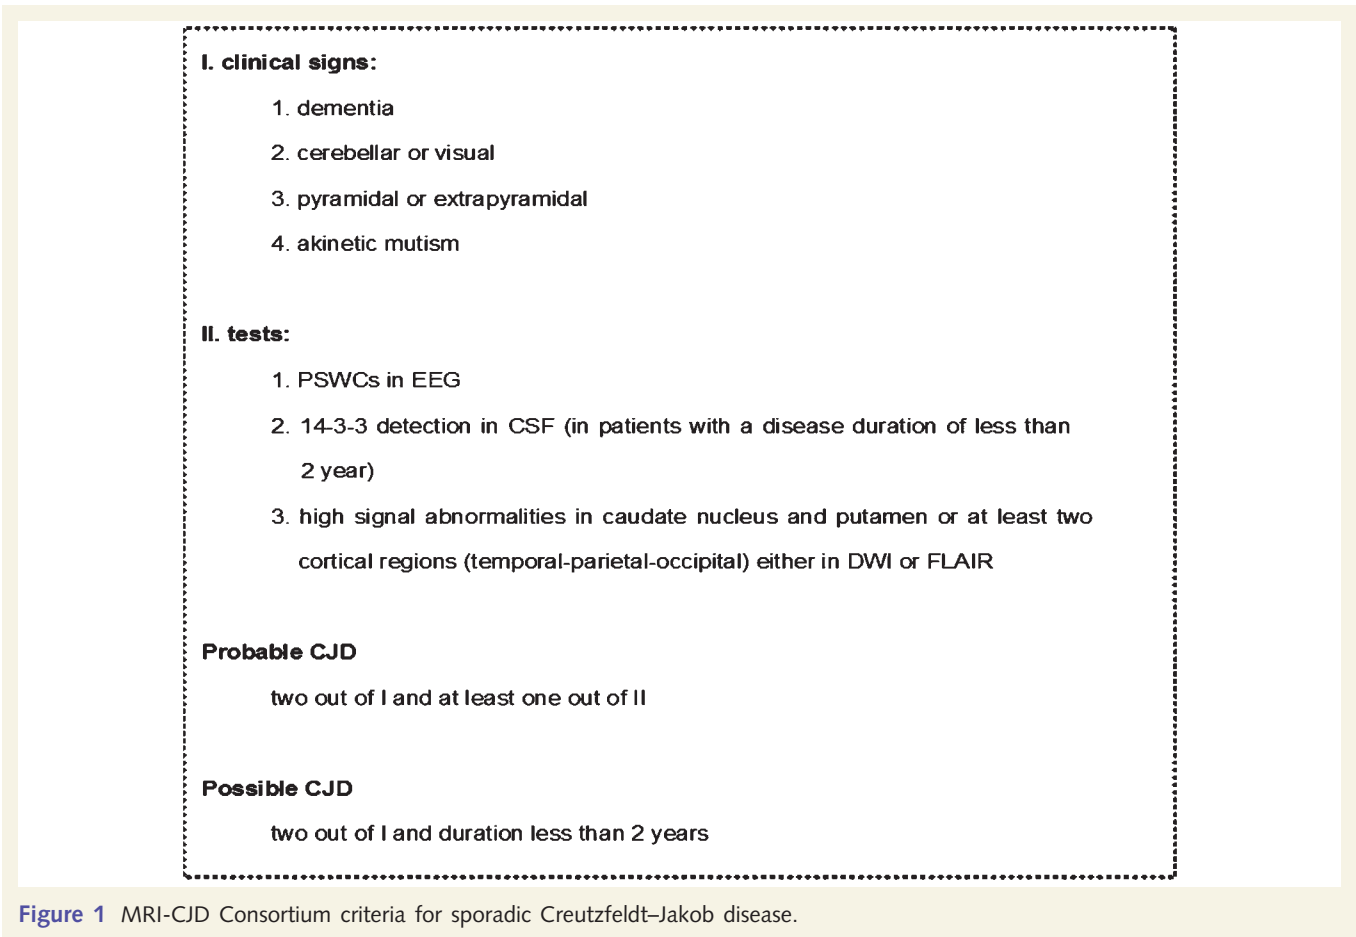 I. clinical signs:
1. dementia
2. cerebellar or visual
3. pyramidal or extrapyramidal
4. akinetic mutism
II. tests:
1. PSWCs in EEG
2. 14-3-3 detection in CSF (in patients with a disease duration of less than
2 year)
3. high signal abnormalities in caudate nucleus and putamen or at least two
cortical regions (temporal-parietal-occipital) either in DWI or FLAIR
Probable CJD
two out of I and at least one out of II
Possible CJD
two out of I and duration less than 2 years
Figure 1 MRI-CJD Consortium criteria for sporadic Creutzfeldt–Jakob disease.